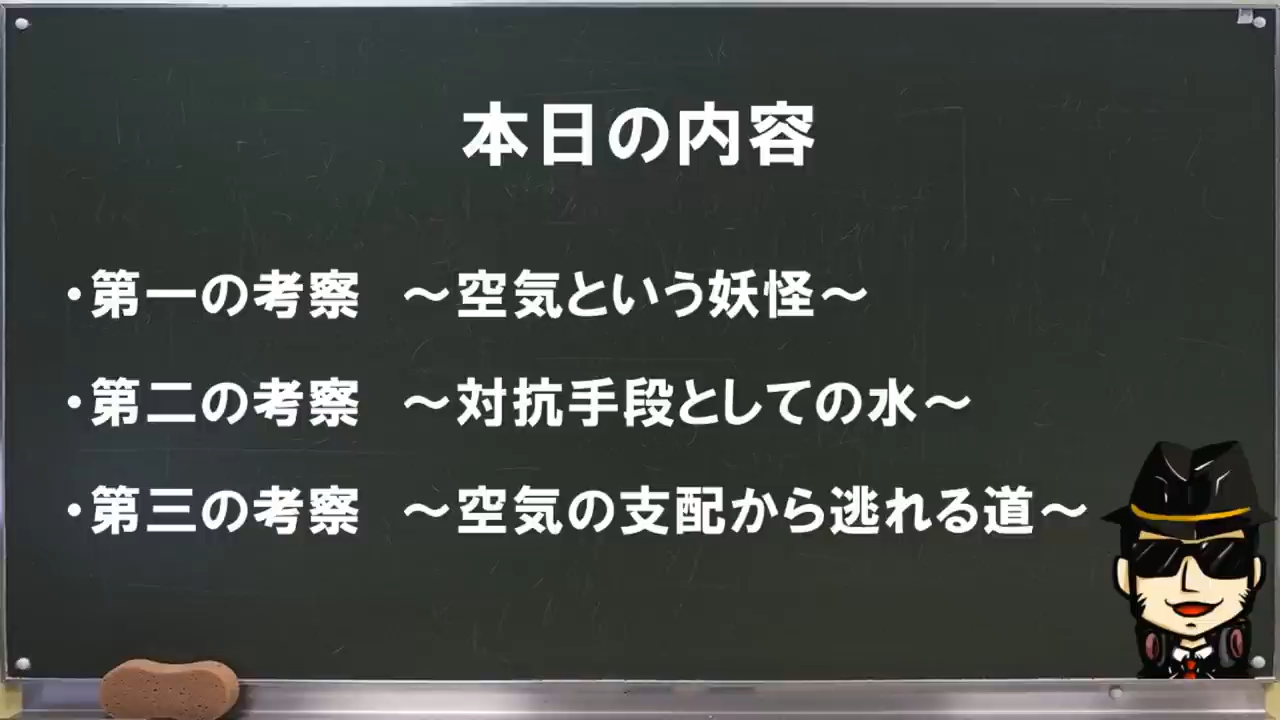 本日の内容
・第一の考察　～空気という妖怪～
・第二の考察　～対抗手段としての水～
・第三の考察　～空気の支配から逃れる道～